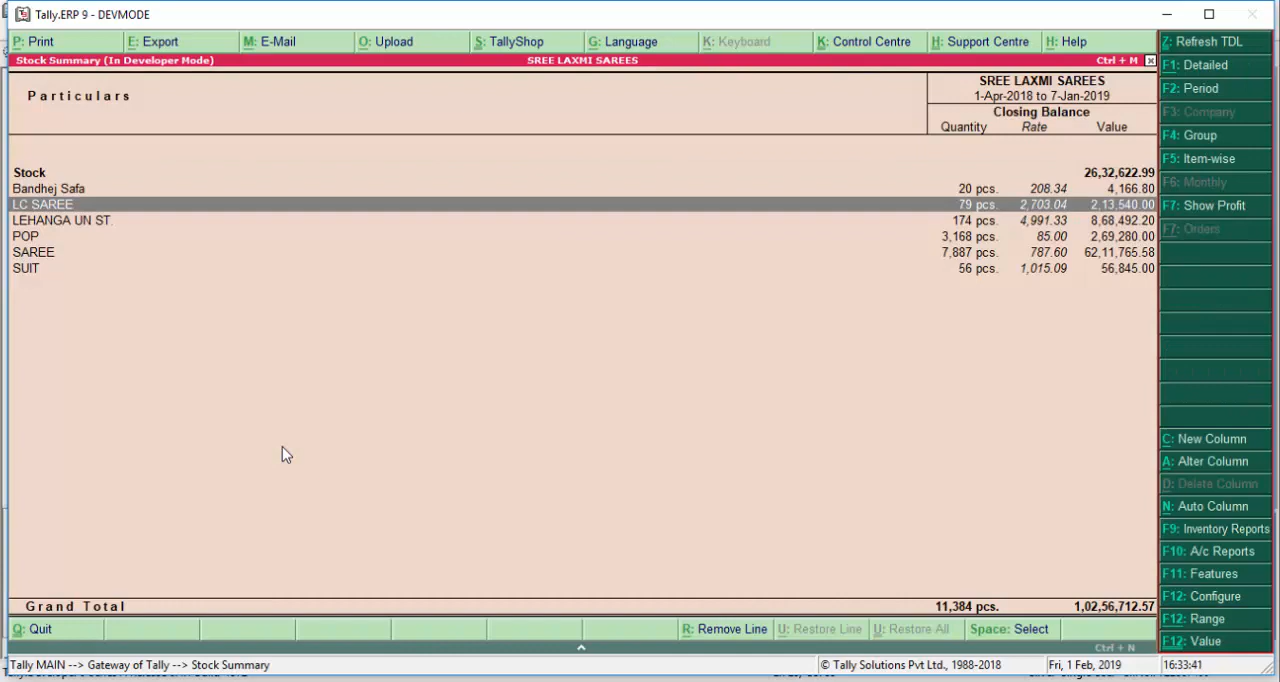 Tally.ERP 9 - DEVMODE
P: Print E: Export M: E-Mail O: Upload S: TallyShop G: Language K: Keyboard K: Control Centre H: Support Centre H: Help
Stock Summary (In Developer Mode) SREE LAXMI SAREES Ctrl + M
Particulars
SREE LAXMI SAREES
1-Apr-2018 to 7-Jan-2019
Closing Balance
Quantity Rate Value
Stock 26,32,622.99
Bandhej Safa 20 pcs. 208.34 4,166.80
LC SAREE 79 pcs. 2,703.04 2,13,540.00
LEHANGA UN ST. 174 pcs. 4,991.33 8,68,492.20
POP 3,168 pcs. 85.00 2,69,280.00
SAREE 7,887 pcs. 787.60 62,11,765.58
SUIT 56 pcs. 1,015.09 56,845.00
Grand Total 11,384 pcs. 1,02,56,712.57
Q: Quit R: Remove Line U: Restore Line U: Restore All Space: Select
Ctrl + N
Tally MAIN --> Gateway of Tally --> Stock Summary © Tally Solutions Pvt Ltd., 1988-2018 Fri, 1 Feb, 2019 16:33:41
Z: Refresh TDL
F1: Detailed
F2: Period
F3: Company
F4: Group
F5: Item-wise
F6: Monthly
F7: Show Profit
F7: Orders
C: New Column
A: Alter Column
D: Delete Column
N: Auto Column
F9: Inventory Reports
F10: A/c Reports
F11: Features
F12: Configure
F12: Range
F12: Value